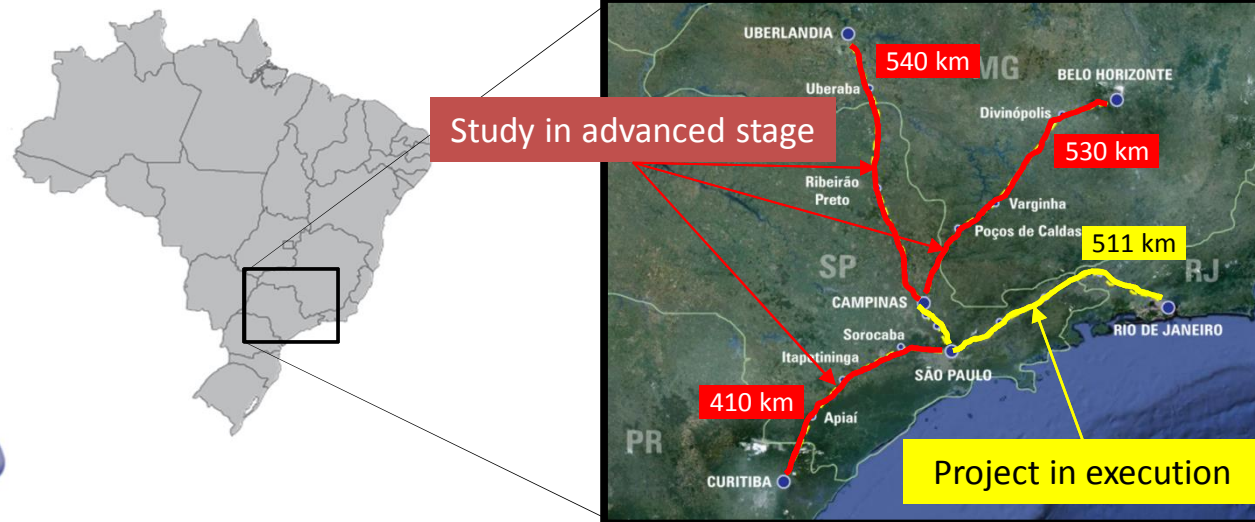 UBERLANDIA
540 km
MG
BELO HORIZONTE
Uberaba
Divinópolis
Study in advanced stage
530 km
Ribeirão
Preto
Varginha
Poços de Caldas
511 km
SP
RJ
CAMPINAS
RIO DE JANEIRO
Sorocaba
Itapetininga
SÃO PAULO
410 km
Apiaí
PR
Project in execution
CURITIBA